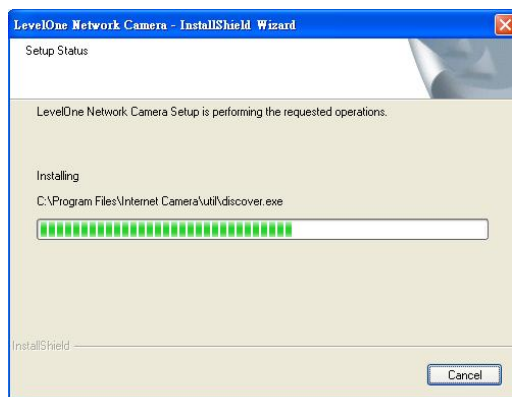 LevelOne Network Camera - InstallShield Wizard
Setup Status
LevelOne Network Camera Setup is performing the requested operations.
Installing
C:\Program Files\Internet Camera\util\discover.exe
InstallShield
Cancel